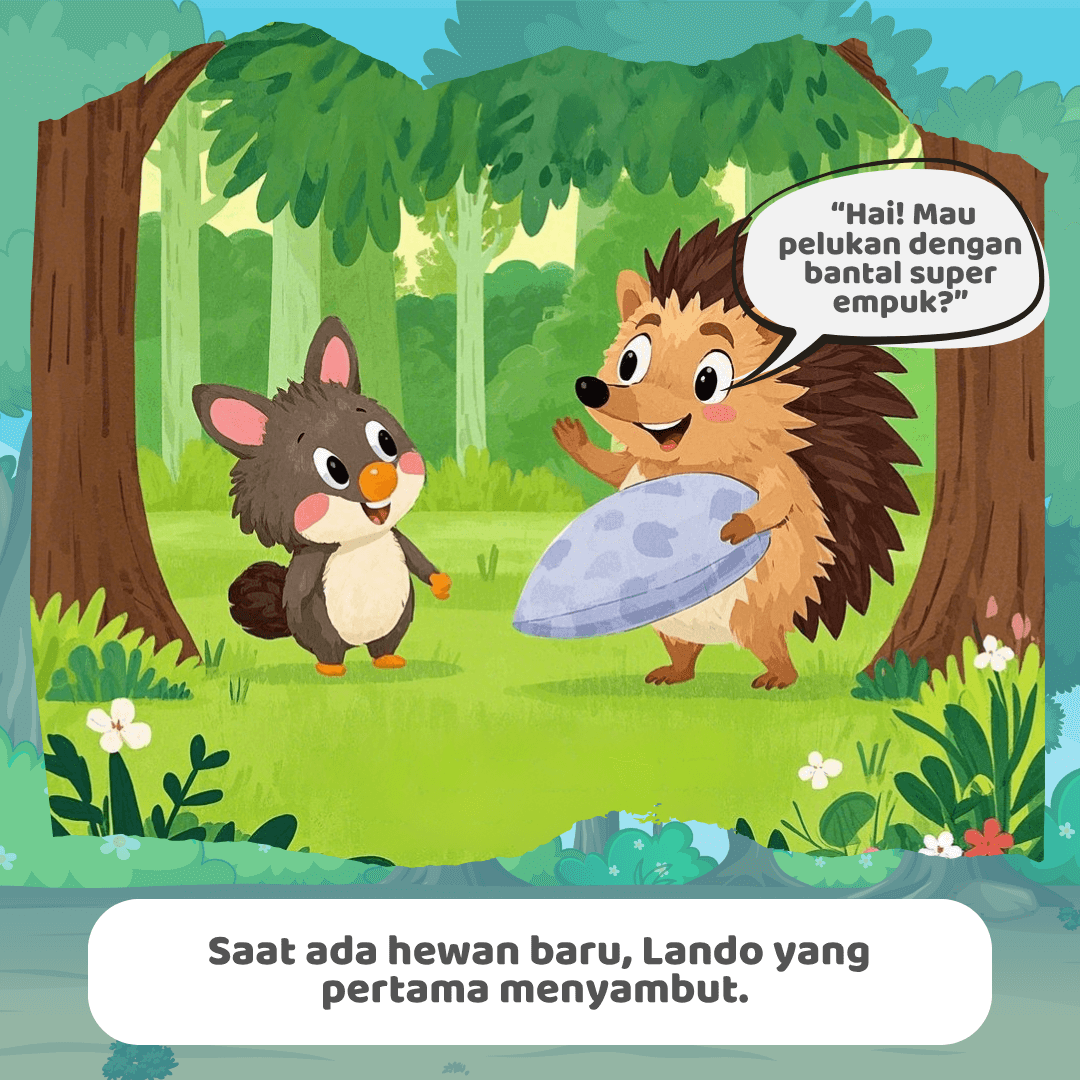 “Hai! Mau
pelukan dengan
bantal super
empuk?”
Saat ada hewan baru, Lando yang
pertama menyambut.